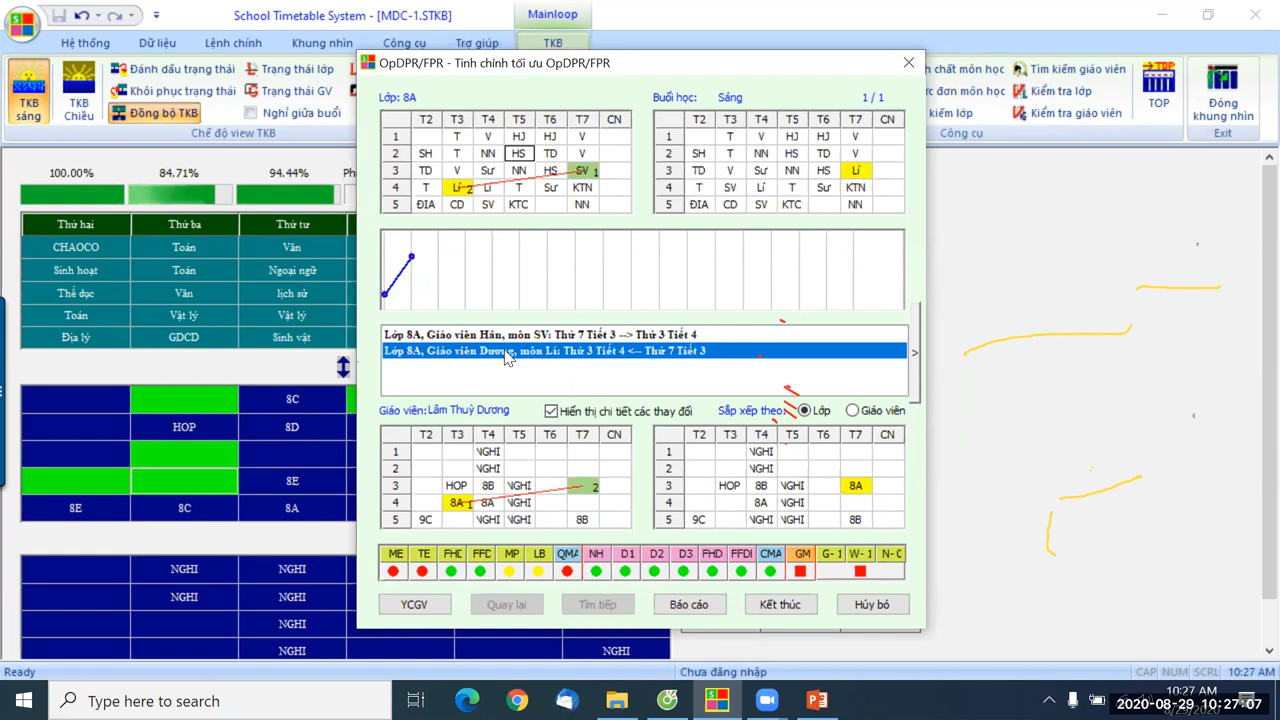 School Timetable System - [MDC-1.STKB]
Mainloop
Hệ thống Dữ liệu Lệnh chính Khung nhìn Công cụ Trợ giúp TKB
TKB sáng
TKB Chiều
Đánh dấu trạng thái
Khôi phục trạng thái
Đồng bộ TKB
Trạng thái lớp
Trạng thái GV
Nghỉ giữa buổi
Chế độ view TKB
chất môn học
đơn môn học
kiếm lớp
Tìm kiếm giáo viên
Kiểm tra lớp
Kiểm tra giáo viên
Công cụ
TOP
TOP
Đóng khung nhìn
Exit
100.00% 84.71% 94.44%
Thứ hai Thứ ba Thứ tư
CHAOCO Toán Văn
Sinh hoạt Toán Ngoại ngữ
Thể dục Văn lịch sử
Toán Vật lý Vật lý
Địa lý GDCD Sinh vật
8C
HOP 8D
8E
8E 8C 8A
NGHI NGHI
NGHI NGHI
NGHI
NGHI NGHI
OpDPR/FPR - Tinh chỉnh tối ưu OpDPR/FPR
Lớp: 8A Buổi học: Sáng 1 / 1
T2 T3 T4 T5 T6 T7 CN
1 T V HJ HJ V
2 SH T NN HS TD V
3 TD V Sư NN HS SV 1
4 T Lí 2 Lí T Sư KTN
5 ĐIA CD SV KTC NN
T2 T3 T4 T5 T6 T7 CN
1 T V HJ HJ V
2 SH T NN HS TD V
3 TD V Sư NN HS Lí
4 T SV Lí T Sư KTN
5 ĐIA CD SV KTC NN
Lớp 8A, Giáo viên Hân, môn SV: Thứ 7 Tiết 3 --> Thứ 3 Tiết 4
Lớp 8A, Giáo viên Dương, môn Lí: Thứ 3 Tiết 4 <-- Thứ 7 Tiết 3
>
Giáo viên: Lâm Thuỳ Dương Hiển thị chi tiết các thay đổi Sắp xếp theo: Lớp Giáo viên
T2 T3 T4 T5 T6 T7 CN
1 NGHI
2 NGHI
3 HOP 8B NGHI 2
4 8A 1 8A NGHI
5 9C NGHI NGHI 8B
T2 T3 T4 T5 T6 T7 CN
1 NGHI
2 NGHI
3 HOP 8B NGHI 8A
4 8A NGHI
5 9C NGHI NGHI 8B
ME TE FHD FFD MP LB QMA NH D1 D2 D3 FHD FFDI CMA GM G- 1 W- 1 N- 0
YCGV Quay lại Tìm tiếp Báo cáo Kết thúc Hủy bỏ
Ready Chưa đăng nhập CAP NUM SCRL 10:27 AM
Type here to search
10:27 AM
2020-08-29 10:27:07